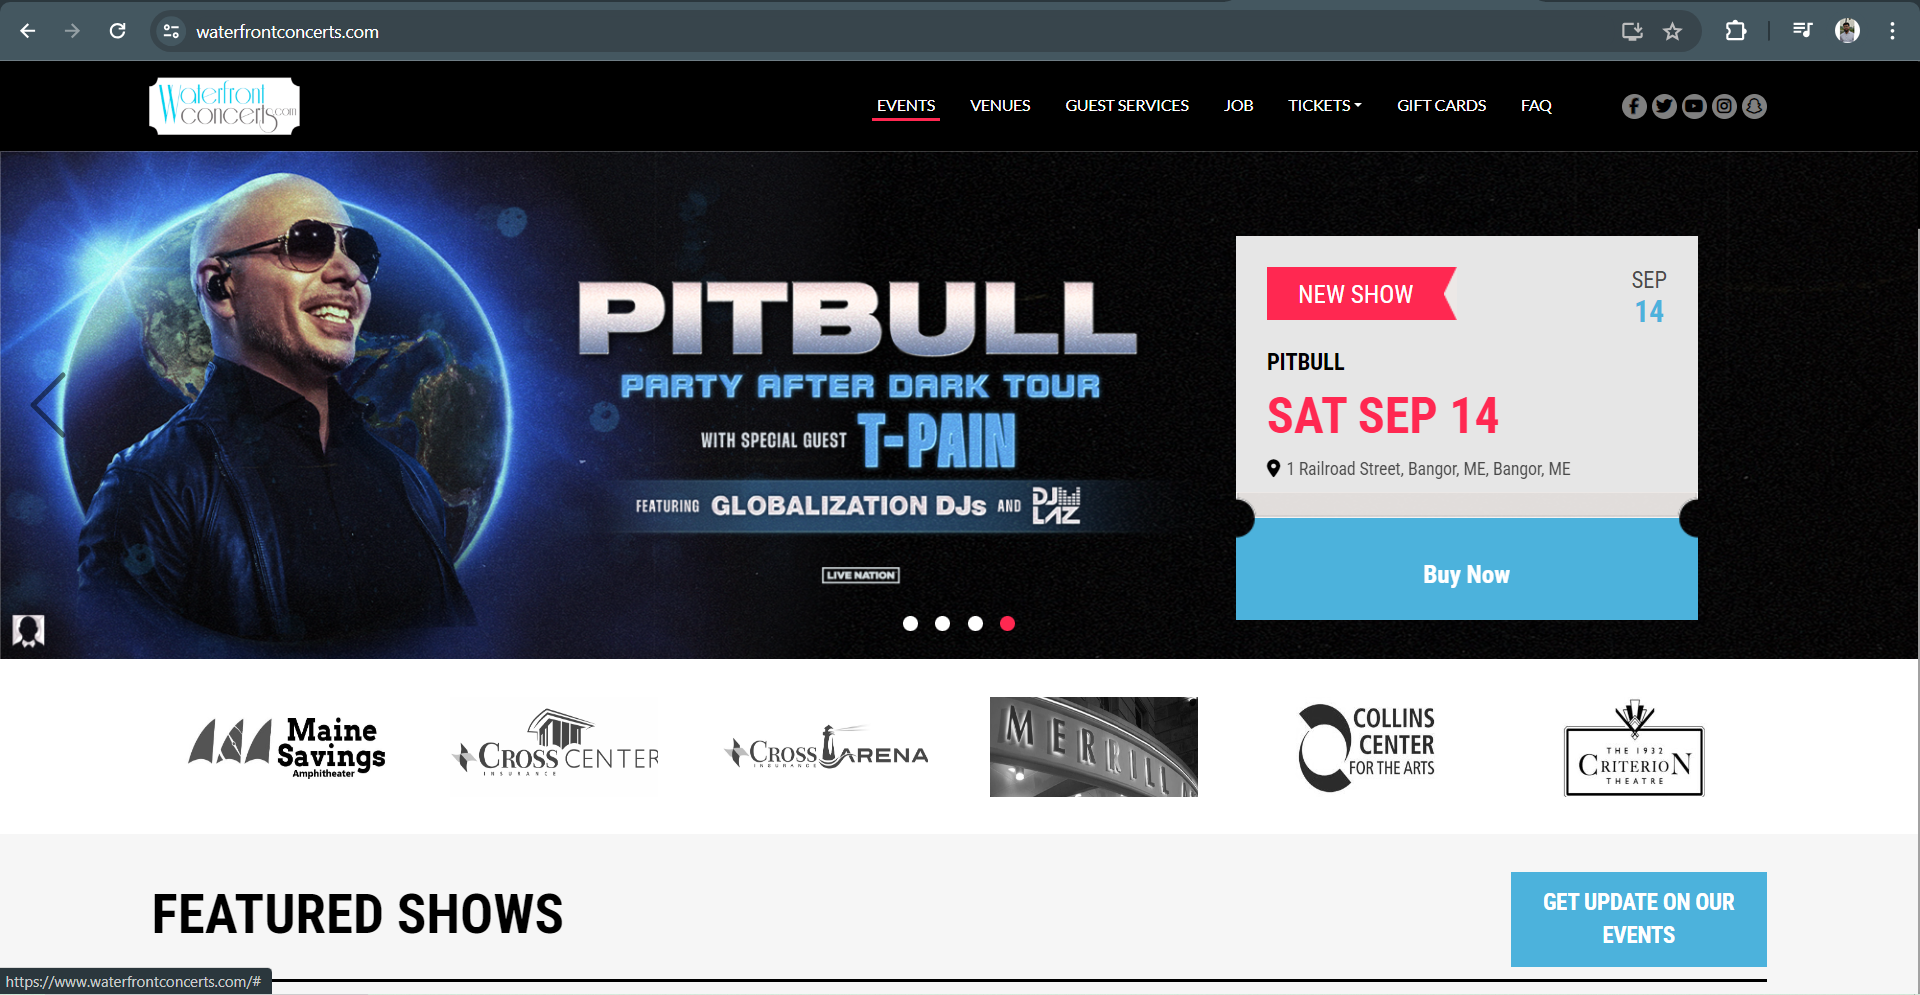 waterfrontconcerts.com
Waterfront
concerts.com
EVENTS
VENUES
GUEST SERVICES
JOB
TICKETS
GIFT CARDS
FAQ
PITBULL
PARTY AFTER DARK TOUR
WITH SPECIAL GUEST T-PAIN
FEATURING GLOBALIZATION DJs AND DJ LAZ
LIVE NATION
NEW SHOW
SEP
14
PITBULL
SAT SEP 14
1 Railroad Street, Bangor, ME, Bangor, ME
Buy Now
Maine
Savings
Amphitheater
CROSS CENTER
INSURANCE
CROSS ARENA
INSURANCE
MERRILL
COLLINS
CENTER
FOR THE ARTS
THE 1932
CRITERION
THEATRE
FEATURED SHOWS
GET UPDATE ON OUR
EVENTS
https://www.waterfrontconcerts.com/#